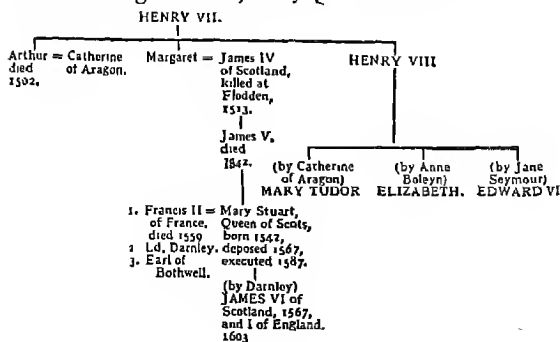 HENRY VII.
Arthur = Catherine
died of Aragon.
1502.
Margaret = James IV
of Scotland,
killed at
Flodden,
1513.
HENRY VIII
James V,
died
1842.
(by Catherine
of Aragon)
MARY TUDOR
(by Anne
Boleyn)
ELIZABETH.
(by Jane
Seymour)
EDWARD VI
1. Francis II = Mary Stuart,
of France, Queen of Scots,
died 1559 born 1542,
2 Ld. Darnley. deposed 1567,
3. Earl of executed 1587.
Bothwell.
(by Darnley)
JAMES VI of
Scotland, 1567,
and I of England.
1603